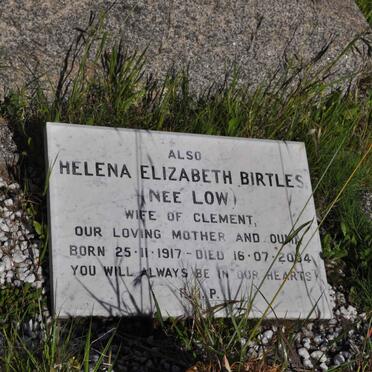 ALSO
HELENA ELIZABETH BIRTLES
(NEE LOW)
WIFE OF CLEMENT,
OUR LOVING MOTHER AND
BORN 25·11·1917 - DIED 16·07·2004
YOU WILL ALWAYS BE IN OUR HEARTS
P.